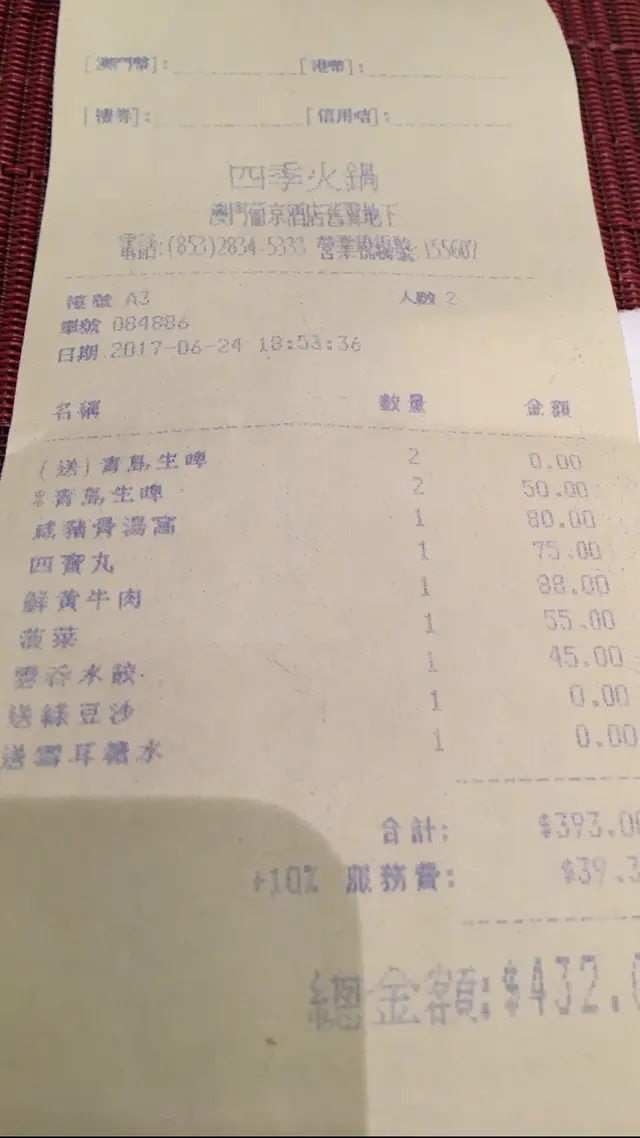 [澳門幣]: [港幣]:
[禮券]: [信用咭]:
四季火鍋
澳門葡京酒店舊翼地下
電話:(853)2834-5333 營業稅檔號:155607
檯號 A3 人數 2
單號 084886
日期 2017-06-24 18:53:36
名稱 數量 金額
(送)青島生啤 2 0.00
青島生啤 2 50.00
咸豬骨湯窩 1 80.00
四寶丸 1 75.00
鮮黃牛肉 1 88.00
菠菜 1 55.00
雲吞水餃 1 45.00
送綠豆沙 1 0.00
送雪耳糖水 1 0.00
合計: $393.0
+10% 服務費: $39.3
總金額:$432.